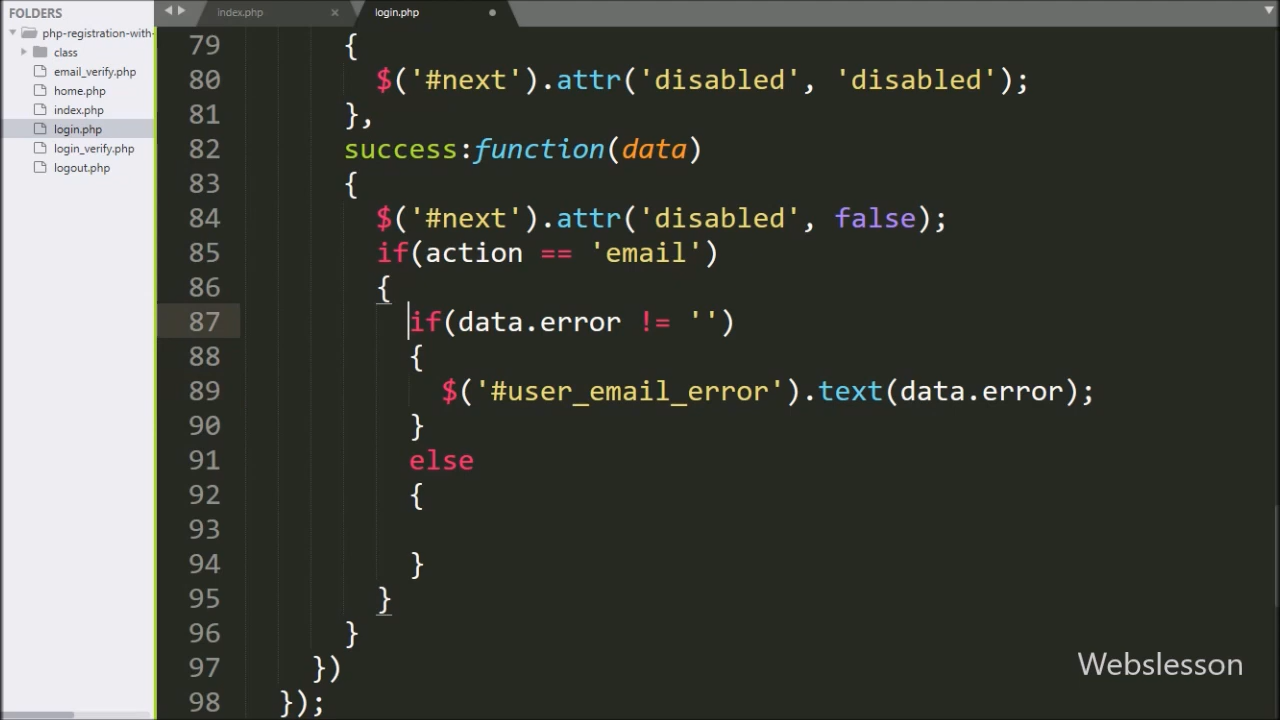 FOLDERS
php-registration-with-
class
email_verify.php
home.php
index.php
login.php
login_verify.php
logout.php
index.php
login.php
79 {
80 $('#next').attr('disabled', 'disabled');
81 },
82 success:function(data)
83 {
84 $('#next').attr('disabled', false);
85 if(action == 'email')
86 {
87 if(data.error != '')
88 {
89 $('#user_email_error').text(data.error);
90 }
91 else
92 {
93
94 }
95 }
96 }
97 })
98 });
Webslesson